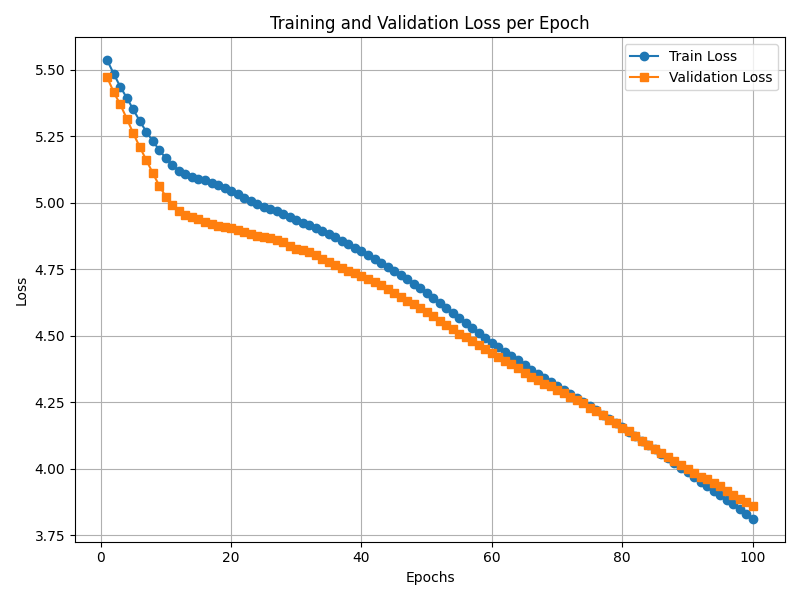 Training and Validation Loss per Epoch
Train Loss
Validation Loss
5.50
5.25
5.00
4.75
4.50
4.25
4.00
3.75
Loss
0 20 40 60 80 100
Epochs